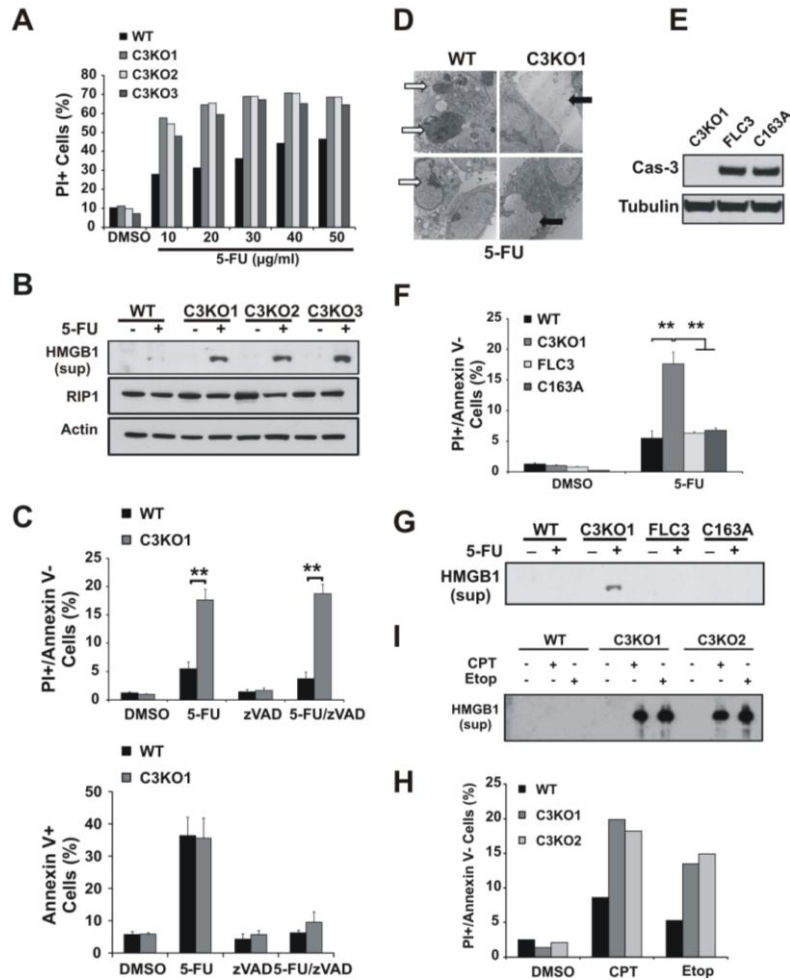 A
WT
C3KO1
C3KO2
C3KO3
PI+ Cells (%)
80
70
60
50
40
30
20
10
0
DMSO 10 20 30 40 50
5-FU (µg/ml)
B
WT C3KO1 C3KO2 C3KO3
5-FU - + - + - + - +
HMGB1
(sup)
RIP1
Actin
C
WT
C3KO1
PI+/Annexin V-
Cells (%)
25
20
15
10
5
0
** **
DMSO 5-FU zVAD 5-FU/zVAD
WT
C3KO1
Annexin V+
Cells (%)
50
40
30
20
10
0
DMSO 5-FU zVAD 5-FU/zVAD
D
WT C3KO1
5-FU
E
C3KO1 FLC3 C163A
Cas-3
Tubulin
F
WT
C3KO1
FLC3
C163A
PI+/Annexin V-
Cells (%)
25
20
15
10
5
0
** **
DMSO 5-FU
G
WT C3KO1 FLC3 C163A
5-FU – + – + – + – +
HMGB1
(sup)
I
WT C3KO1 C3KO2
CPT - + - - + - - + -
Etop - - + - - + - - +
HMGB1
(sup)
H
WT
C3KO1
C3KO2
PI+/Annexin V- Cells (%)
25
20
15
10
5
0
DMSO CPT Etop